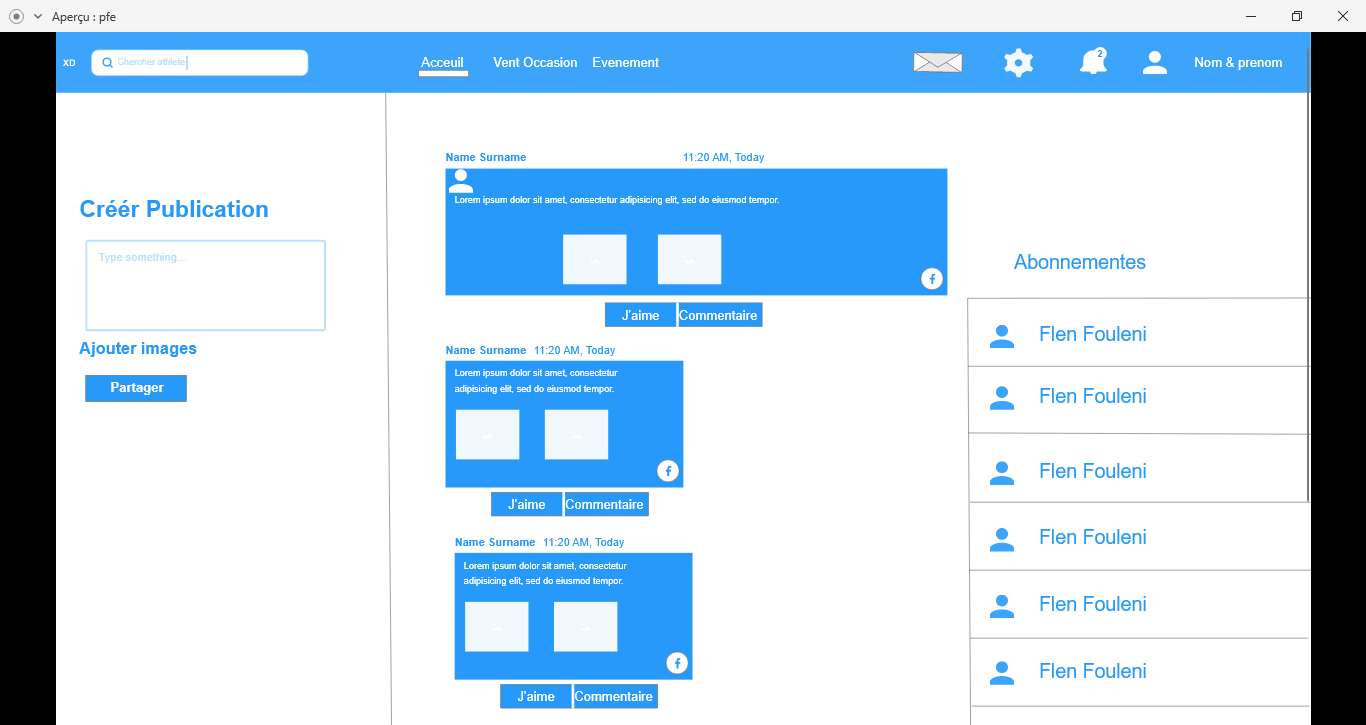 Aperçu : pfe
XD
Chercher athlete
Acceuil
Vent Occasion
Evenement
2
Nom & prenom
Créér Publication
Type something...
Ajouter images
Partager
Name Surname
11:20 AM, Today
Lorem ipsum dolor sit amet, consectetur adipisicing elit, sed do eiusmod tempor.
J'aime
Commentaire
Name Surname
11:20 AM, Today
Lorem ipsum dolor sit amet, consectetur
adipisicing elit, sed do eiusmod tempor.
J'aime
Commentaire
Name Surname
11:20 AM, Today
Lorem ipsum dolor sit amet, consectetur
adipisicing elit, sed do eiusmod tempor.
J'aime
Commentaire
Abonnementes
Flen Fouleni
Flen Fouleni
Flen Fouleni
Flen Fouleni
Flen Fouleni
Flen Fouleni